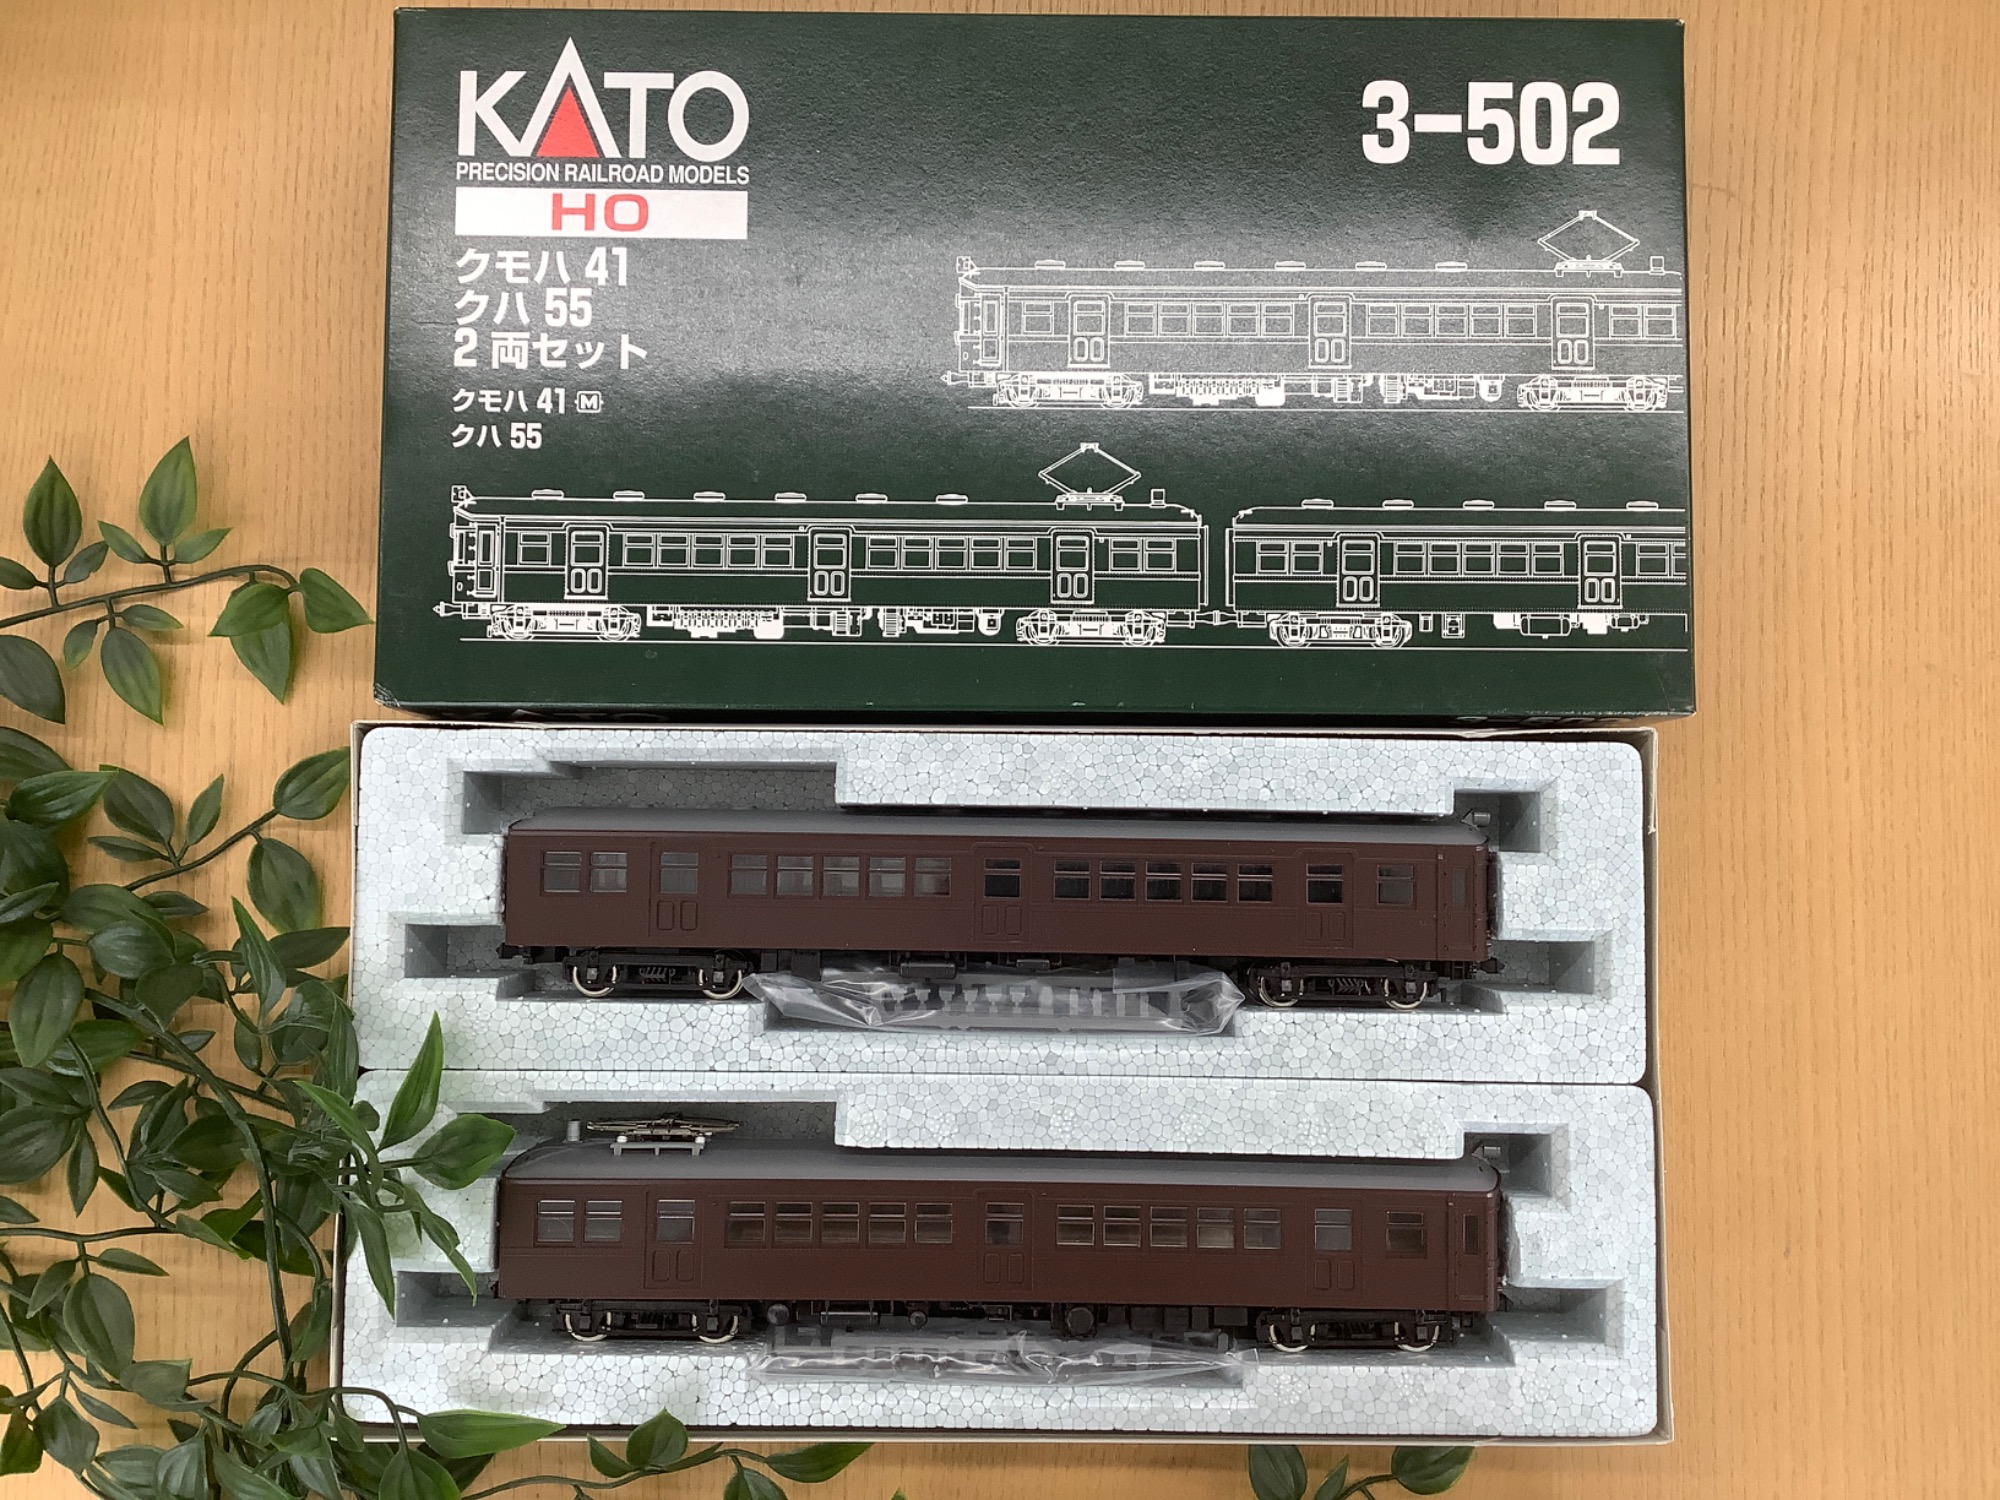 KATO
PRECISION RAILROAD MODELS
HO
3-502
クモハ 41
クハ 55
2 両セット
クモハ 41 M
クハ 55